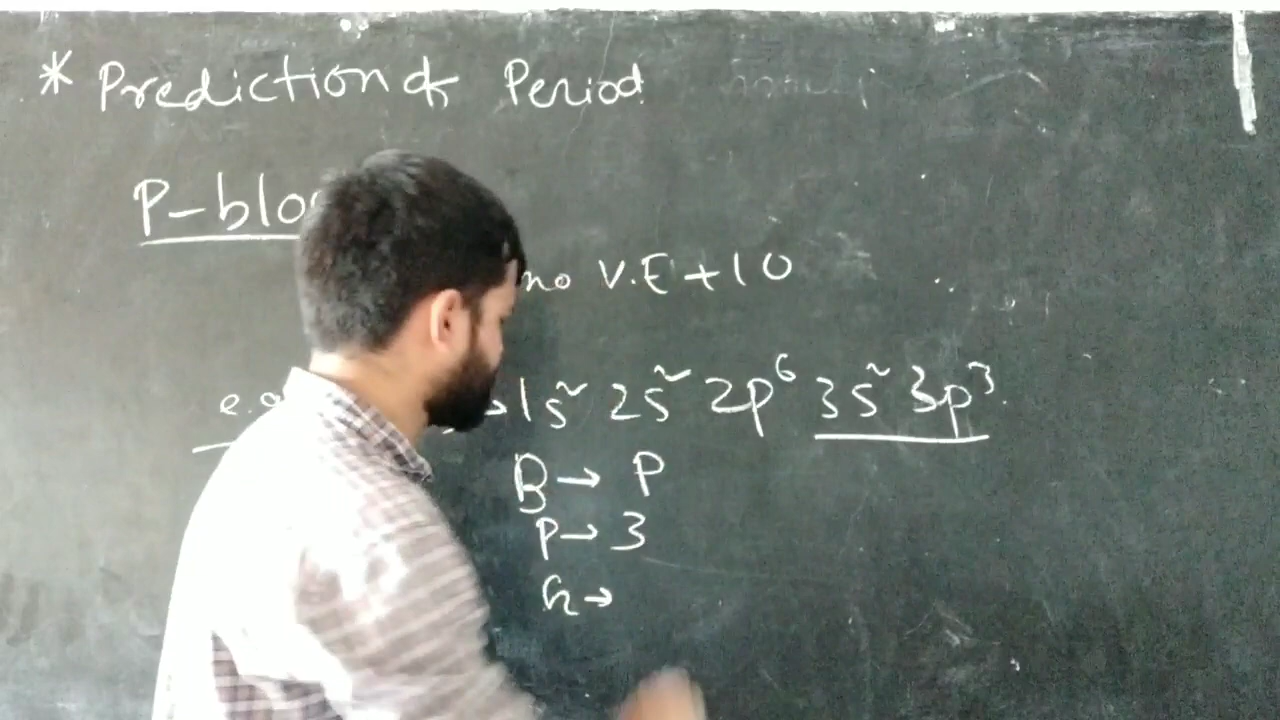 * Prediction of Period
P-blo
no V.E + 10
e.g → 1s² 2s² 2p⁶ 3s² 3p³.
B → P
P → 3
G →